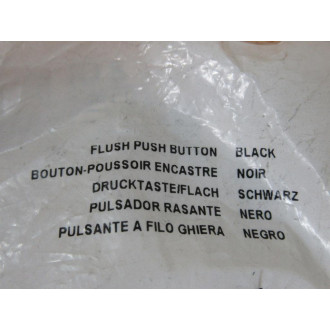 FLUSH PUSH BUTTON BLACK
BOUTON-POUSSOIR ENCASTRE NOIR
DRUCKTASTE/FLACH SCHWARZ
PULSADOR RASANTE NERO
PULSANTE A FILO GHIERA NEGRO